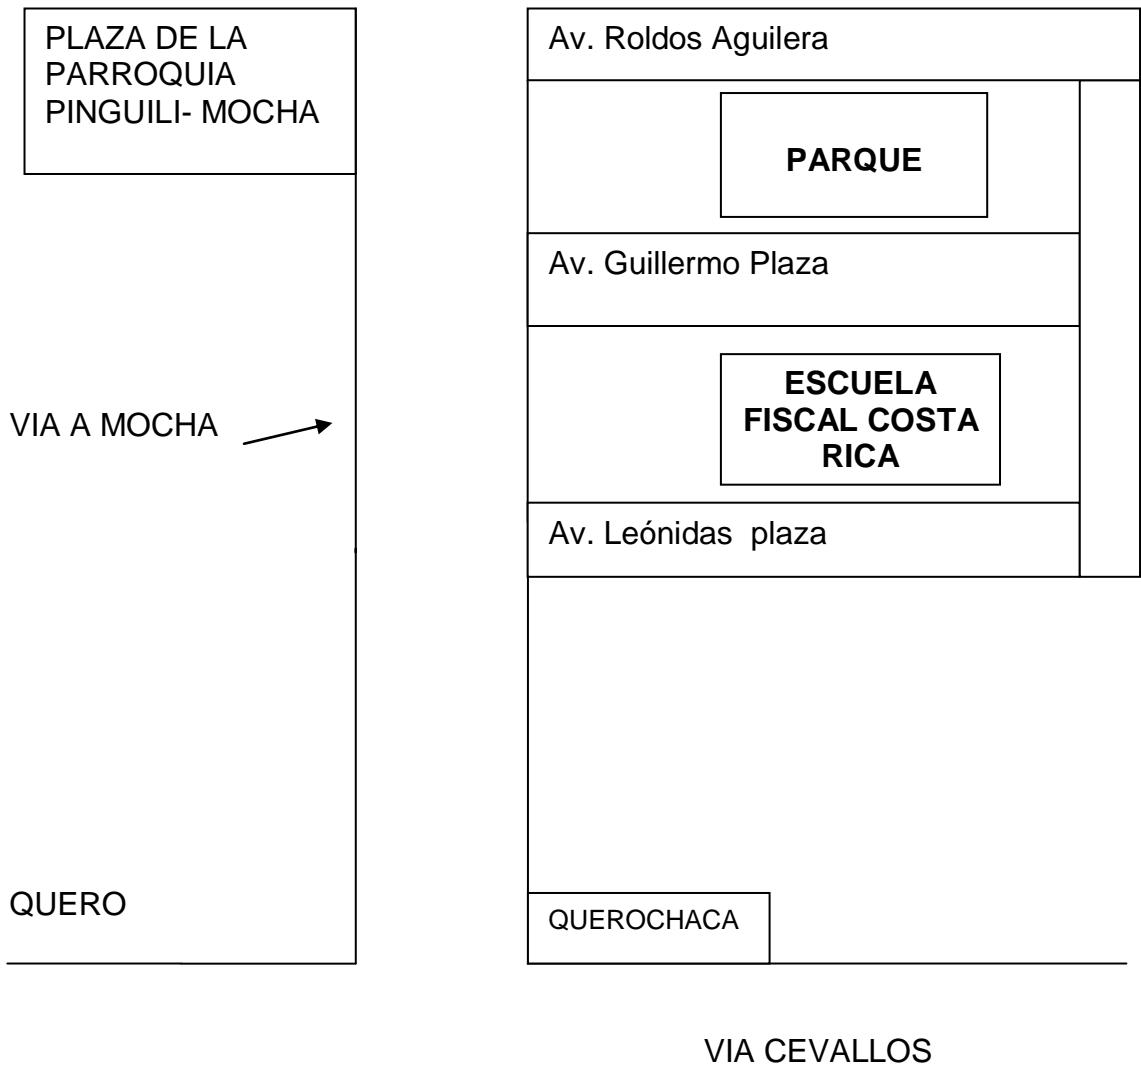 PLAZA DE LA
PARROQUIA
PINGUILI- MOCHA
Av. Roldos Aguilera
PARQUE
Av. Guillermo Plaza
ESCUELA
FISCAL COSTA
RICA
VIA A MOCHA
Av. Leónidas  plaza
QUERO
QUEROCHACA
VIA CEVALLOS